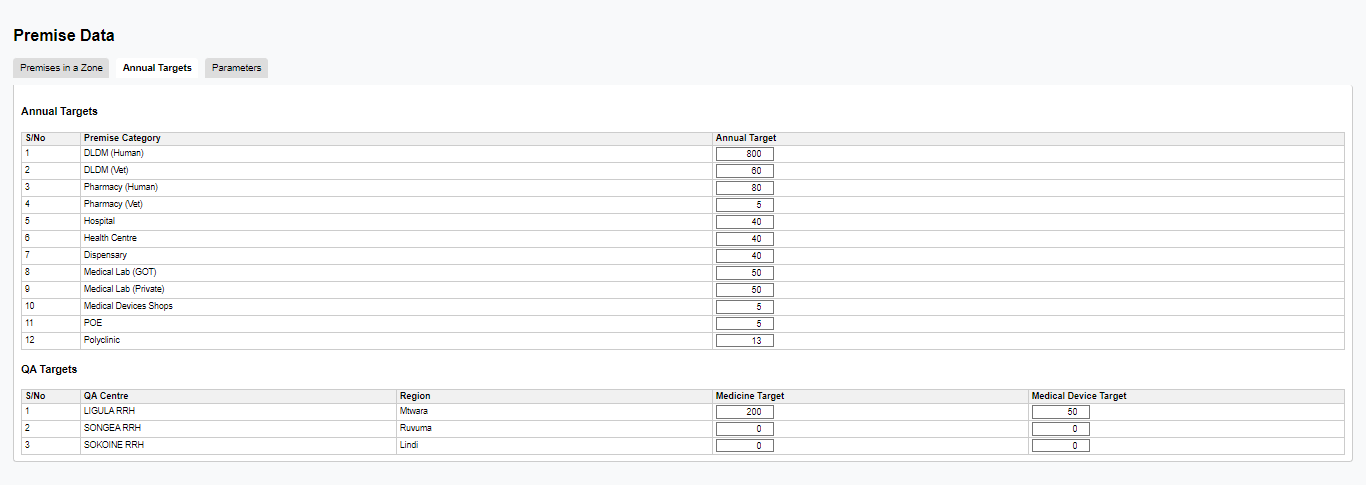 Premise Data
Premises in a Zone Annual Targets Parameters
Annual Targets
S/No Premise Category Annual Target
1 DLDM (Human) 800
2 DLDM (Vet) 60
3 Pharmacy (Human) 80
4 Pharmacy (Vet) 5
5 Hospital 40
6 Health Centre 40
7 Dispensary 40
8 Medical Lab (GOT) 50
9 Medical Lab (Private) 50
10 Medical Devices Shops 5
11 POE 5
12 Polyclinic 13
QA Targets
S/No QA Centre Region Medicine Target Medical Device Target
1 LIGULA RRH Mtwara 200 50
2 SONGEA RRH Ruvuma 0 0
3 SOKOINE RRH Lindi 0 0